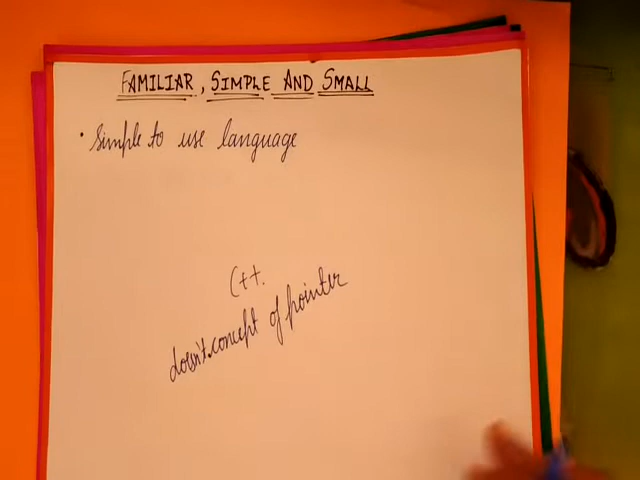 FAMILIAR, SIMPLE AND SMALL
• Simple to use language
C++.
doesn't concept of pointer